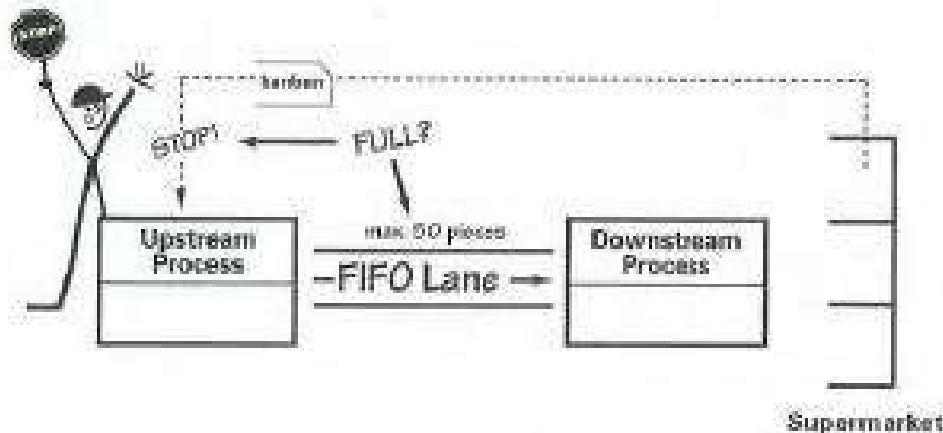 STOP!
kanban
STOP!
FULL?
max. 50 pieces
Upstream
Process
FIFO Lane
Downstream
Process
Supermarket